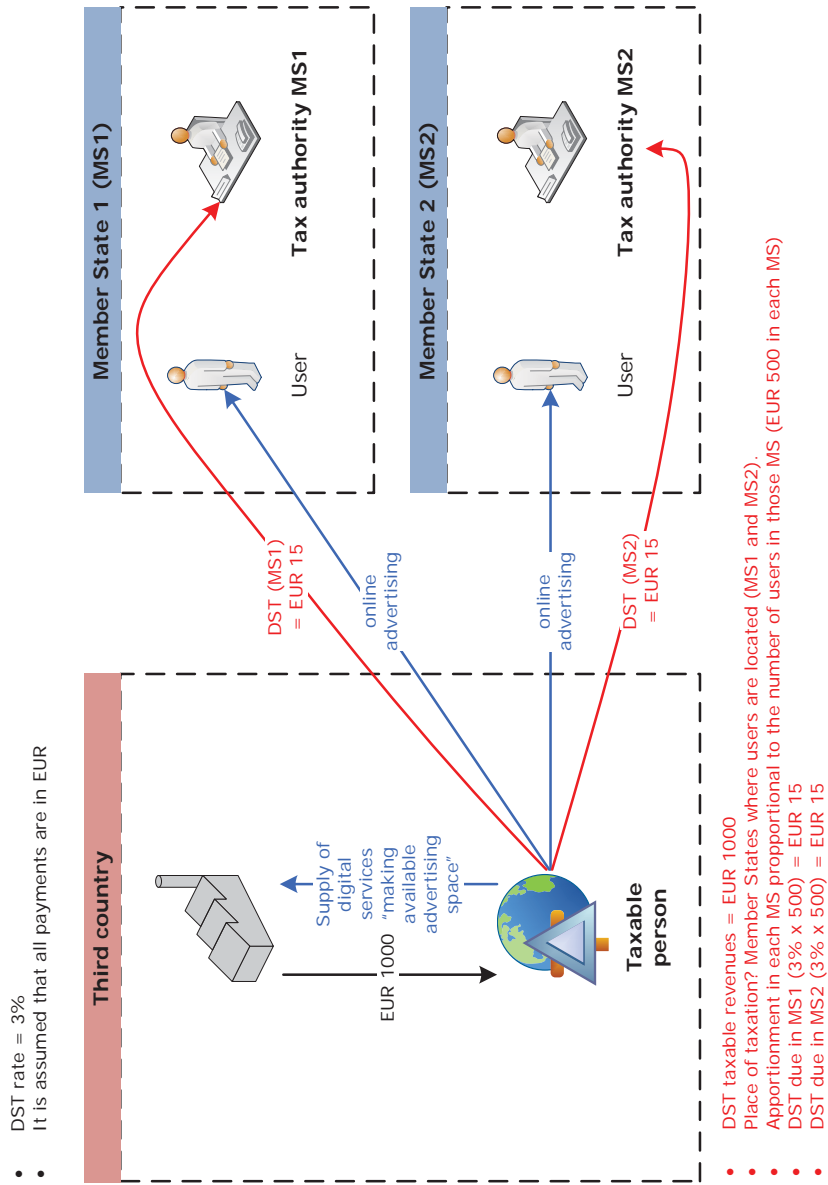 • DST rate = 3%
• It is assumed that all payments are in EUR
Third country
Supply of
digital
services
“making
available
advertising
space”
EUR 1000
Taxable
person
DST (MS1)
= EUR 15
online
advertising
online
advertising
DST (MS2)
= EUR 15
Member State 1 (MS1)
User
Tax authority MS1
Member State 2 (MS2)
User
Tax authority MS2
• DST taxable revenues = EUR 1000
• Place of taxation? Member States where users are located (MS1 and MS2).
• Apportionment in each MS propportional to the number of users in those MS (EUR 500 in each MS)
• DST due in MS1 (3% x 500) = EUR 15
• DST due in MS2 (3% x 500) = EUR 15